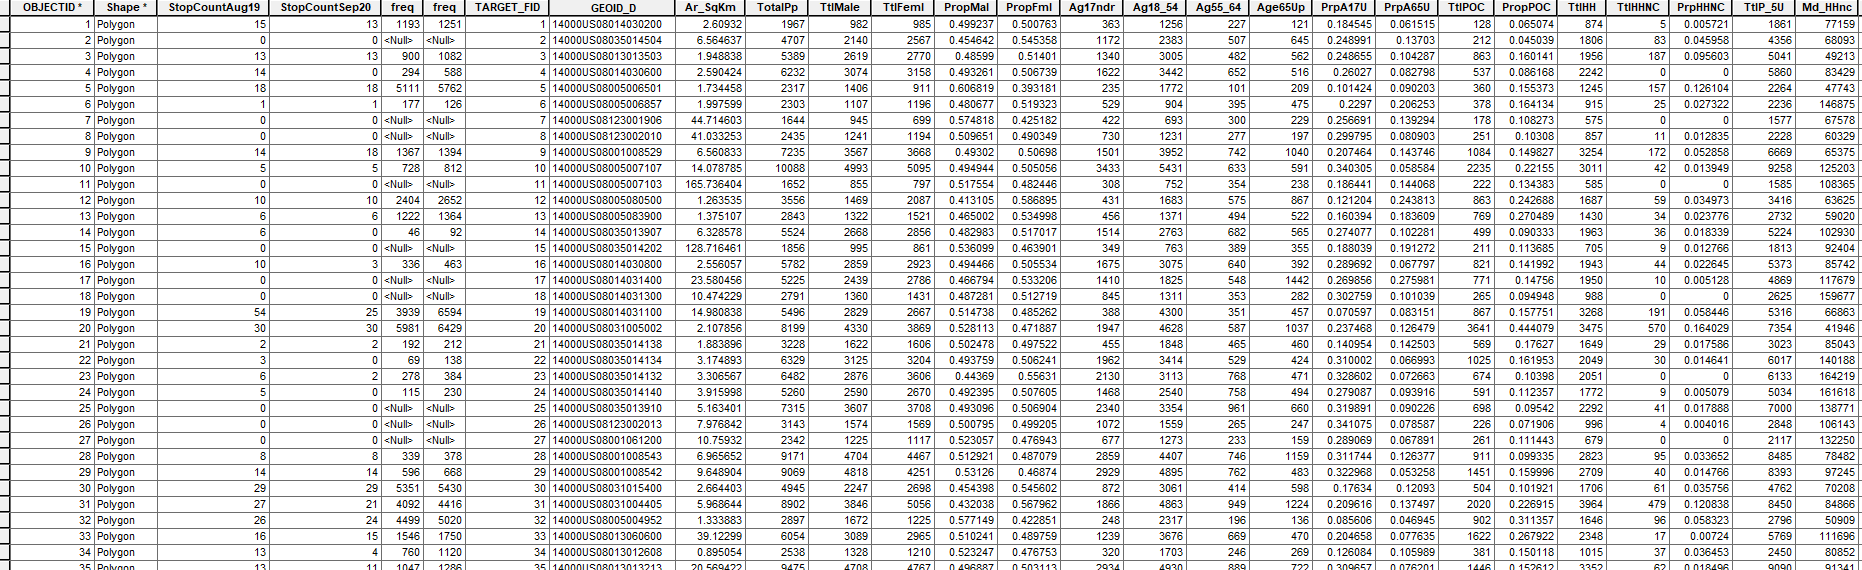 OBJECTID * Shape * StopCountAug19 StopCountSep20 freq freq TARGET_FID GEOID_D Ar_SqKm TotalPp TtlMale TtlFeml PropMal PropFml Ag17ndr Ag18_54 Ag55_64 Age65Up PrpA17U PrpA65U TtlPOC PropPOC TtlHH TtlHHNC PrpHHNC TtlP_5U Md_HHnc
1 Polygon 15 13 1193 1251 1 14000US08014030200 2.60932 1967 982 985 0.499237 0.500763 363 1256 227 121 0.184545 0.061515 128 0.065074 874 5 0.005721 1861 77159
2 Polygon 0 0 <Null> <Null> 2 14000US08035014504 6.564637 4707 2140 2567 0.454642 0.545358 1172 2383 507 645 0.248991 0.13703 212 0.045039 1806 83 0.045958 4356 68093
3 Polygon 13 13 900 1082 3 14000US08013013503 1.948838 5389 2619 2770 0.48599 0.51401 1340 3005 482 562 0.248655 0.104287 863 0.160141 1956 187 0.095603 5041 49213
4 Polygon 14 0 294 588 4 14000US08014030600 2.590424 6232 3074 3158 0.493261 0.506739 1622 3442 652 516 0.26027 0.082798 537 0.086168 2242 0 0 5860 83429
5 Polygon 18 18 5111 5762 5 14000US08005006501 1.734458 2317 1406 911 0.606819 0.393181 235 1772 101 209 0.101424 0.090203 360 0.155373 1245 157 0.126104 2264 47743
6 Polygon 1 1 177 126 6 14000US08005006857 1.997599 2303 1107 1196 0.480677 0.519323 529 904 395 475 0.2297 0.206253 378 0.164134 915 25 0.027322 2236 146875
7 Polygon 0 0 <Null> <Null> 7 14000US08123001906 44.714603 1644 945 699 0.574818 0.425182 422 693 300 229 0.256691 0.139294 178 0.108273 575 0 0 1577 67578
8 Polygon 0 0 <Null> <Null> 8 14000US08123002010 41.033253 2435 1241 1194 0.509651 0.490349 730 1231 277 197 0.299795 0.080903 251 0.10308 857 11 0.012835 2228 60329
9 Polygon 14 18 1367 1394 9 14000US08001008529 6.560833 7235 3567 3668 0.49302 0.50698 1501 3952 742 1040 0.207464 0.143746 1084 0.149827 3254 172 0.052858 6669 65375
10 Polygon 5 5 728 812 10 14000US08005007107 14.078785 10088 4993 5095 0.494944 0.505056 3433 5431 633 591 0.340305 0.058584 2235 0.22155 3011 42 0.013949 9258 125203
11 Polygon 0 0 <Null> <Null> 11 14000US08005007103 165.736404 1652 855 797 0.517554 0.482446 308 752 354 238 0.186441 0.144068 222 0.134383 585 0 0 1585 108365
12 Polygon 10 10 2404 2652 12 14000US08005080500 1.263535 3556 1469 2087 0.413105 0.586895 431 1683 575 867 0.121204 0.243813 863 0.242688 1687 59 0.034973 3416 63625
13 Polygon 6 6 1222 1364 13 14000US08005083900 1.375107 2843 1322 1521 0.465002 0.534998 456 1371 494 522 0.160394 0.183609 769 0.270489 1430 34 0.023776 2732 59020
14 Polygon 6 0 46 92 14 14000US08035013907 6.328578 5524 2668 2856 0.482983 0.517017 1514 2763 682 565 0.274077 0.102281 499 0.090333 1963 36 0.018339 5224 102930
15 Polygon 0 0 <Null> <Null> 15 14000US08035014202 128.716461 1856 995 861 0.536099 0.463901 349 763 389 355 0.188039 0.191272 211 0.113685 705 9 0.012766 1813 92404
16 Polygon 10 3 336 463 16 14000US08014030800 2.556057 5782 2859 2923 0.494466 0.505534 1675 3075 640 392 0.289692 0.067797 821 0.141992 1943 44 0.022645 5373 85742
17 Polygon 0 0 <Null> <Null> 17 14000US08014031400 23.580456 5225 2439 2786 0.466794 0.533206 1410 1825 548 1442 0.269856 0.275981 771 0.14756 1950 10 0.005128 4869 117679
18 Polygon 0 0 <Null> <Null> 18 14000US08014031300 10.474229 2791 1360 1431 0.487281 0.512719 845 1311 353 282 0.302759 0.101039 265 0.094948 988 0 0 2625 159677
19 Polygon 54 25 3939 6594 19 14000US08014031100 14.980838 5496 2829 2667 0.514738 0.485262 388 4300 351 457 0.070597 0.083151 867 0.157751 3268 191 0.058446 5316 66863
20 Polygon 30 30 5981 6429 20 14000US08031005002 2.107856 8199 4330 3869 0.528113 0.471887 1947 4628 587 1037 0.237468 0.126479 3641 0.444079 3475 570 0.164029 7354 41946
21 Polygon 2 2 192 212 21 14000US08035014138 1.883896 3228 1622 1606 0.502478 0.497522 455 1848 465 460 0.140954 0.142503 569 0.17627 1649 29 0.017586 3023 85043
22 Polygon 3 0 69 138 22 14000US08035014134 3.174893 6329 3125 3204 0.493759 0.506241 1962 3414 529 424 0.310002 0.066993 1025 0.161953 2049 30 0.014641 6017 140188
23 Polygon 6 2 278 384 23 14000US08035014132 3.306567 6482 2876 3606 0.44369 0.55631 2130 3113 768 471 0.328602 0.072663 674 0.10398 2051 0 0 6133 164219
24 Polygon 5 0 115 230 24 14000US08035014140 3.915998 5260 2590 2670 0.492395 0.507605 1468 2540 758 494 0.279087 0.093916 591 0.112357 1772 9 0.005079 5034 161618
25 Polygon 0 0 <Null> <Null> 25 14000US08035013910 5.163401 7315 3607 3708 0.493096 0.506904 2340 3354 961 660 0.319891 0.090226 698 0.09542 2292 41 0.017888 7000 138771
26 Polygon 0 0 <Null> <Null> 26 14000US08123002013 7.976842 3143 1574 1569 0.500795 0.499205 1072 1559 265 247 0.341075 0.078587 226 0.071906 996 4 0.004016 2848 106143
27 Polygon 0 0 <Null> <Null> 27 14000US08001061200 10.75932 2342 1225 1117 0.523057 0.476943 677 1273 233 159 0.289069 0.067891 261 0.111443 679 0 0 2117 132250
28 Polygon 8 8 339 378 28 14000US08001008543 6.965652 9171 4704 4467 0.512921 0.487079 2859 4407 746 1159 0.311744 0.126377 911 0.099335 2823 95 0.033652 8485 78482
29 Polygon 14 14 596 668 29 14000US08001008542 9.648904 9069 4818 4251 0.53126 0.46874 2929 4895 762 483 0.322968 0.053258 1451 0.159996 2709 40 0.014766 8393 97245
30 Polygon 29 29 5351 5430 30 14000US08031015400 2.664403 4945 2247 2698 0.454398 0.545602 872 3061 414 598 0.17634 0.12093 504 0.101921 1706 61 0.035756 4762 70208
31 Polygon 27 21 4092 4416 31 14000US08031004405 5.968644 8902 3846 5056 0.432038 0.567962 1866 4863 949 1224 0.209616 0.137497 2020 0.226915 3964 479 0.120838 8450 84866
32 Polygon 26 24 4499 5020 32 14000US08005004952 1.333883 2897 1672 1225 0.577149 0.422851 248 2317 196 136 0.085606 0.046945 902 0.311357 1646 96 0.058323 2796 50909
33 Polygon 16 15 1546 1750 33 14000US08013060600 39.12299 6054 3089 2965 0.510241 0.489759 1239 3676 669 470 0.204658 0.077635 1622 0.267922 2348 17 0.00724 5769 111696
34 Polygon 13 4 760 1120 34 14000US08013012608 0.895054 2538 1328 1210 0.523247 0.476753 320 1703 246 269 0.126084 0.105989 381 0.150118 1015 37 0.036453 2450 80852
35 Polygon 13 11 1047 1286 35 14000US08013013213 20.569422 9475 4708 4767 0.496887 0.503113 2934 4930 889 722 0.309657 0.076201 1446 0.152612 3352 62 0.018496 9090 91341